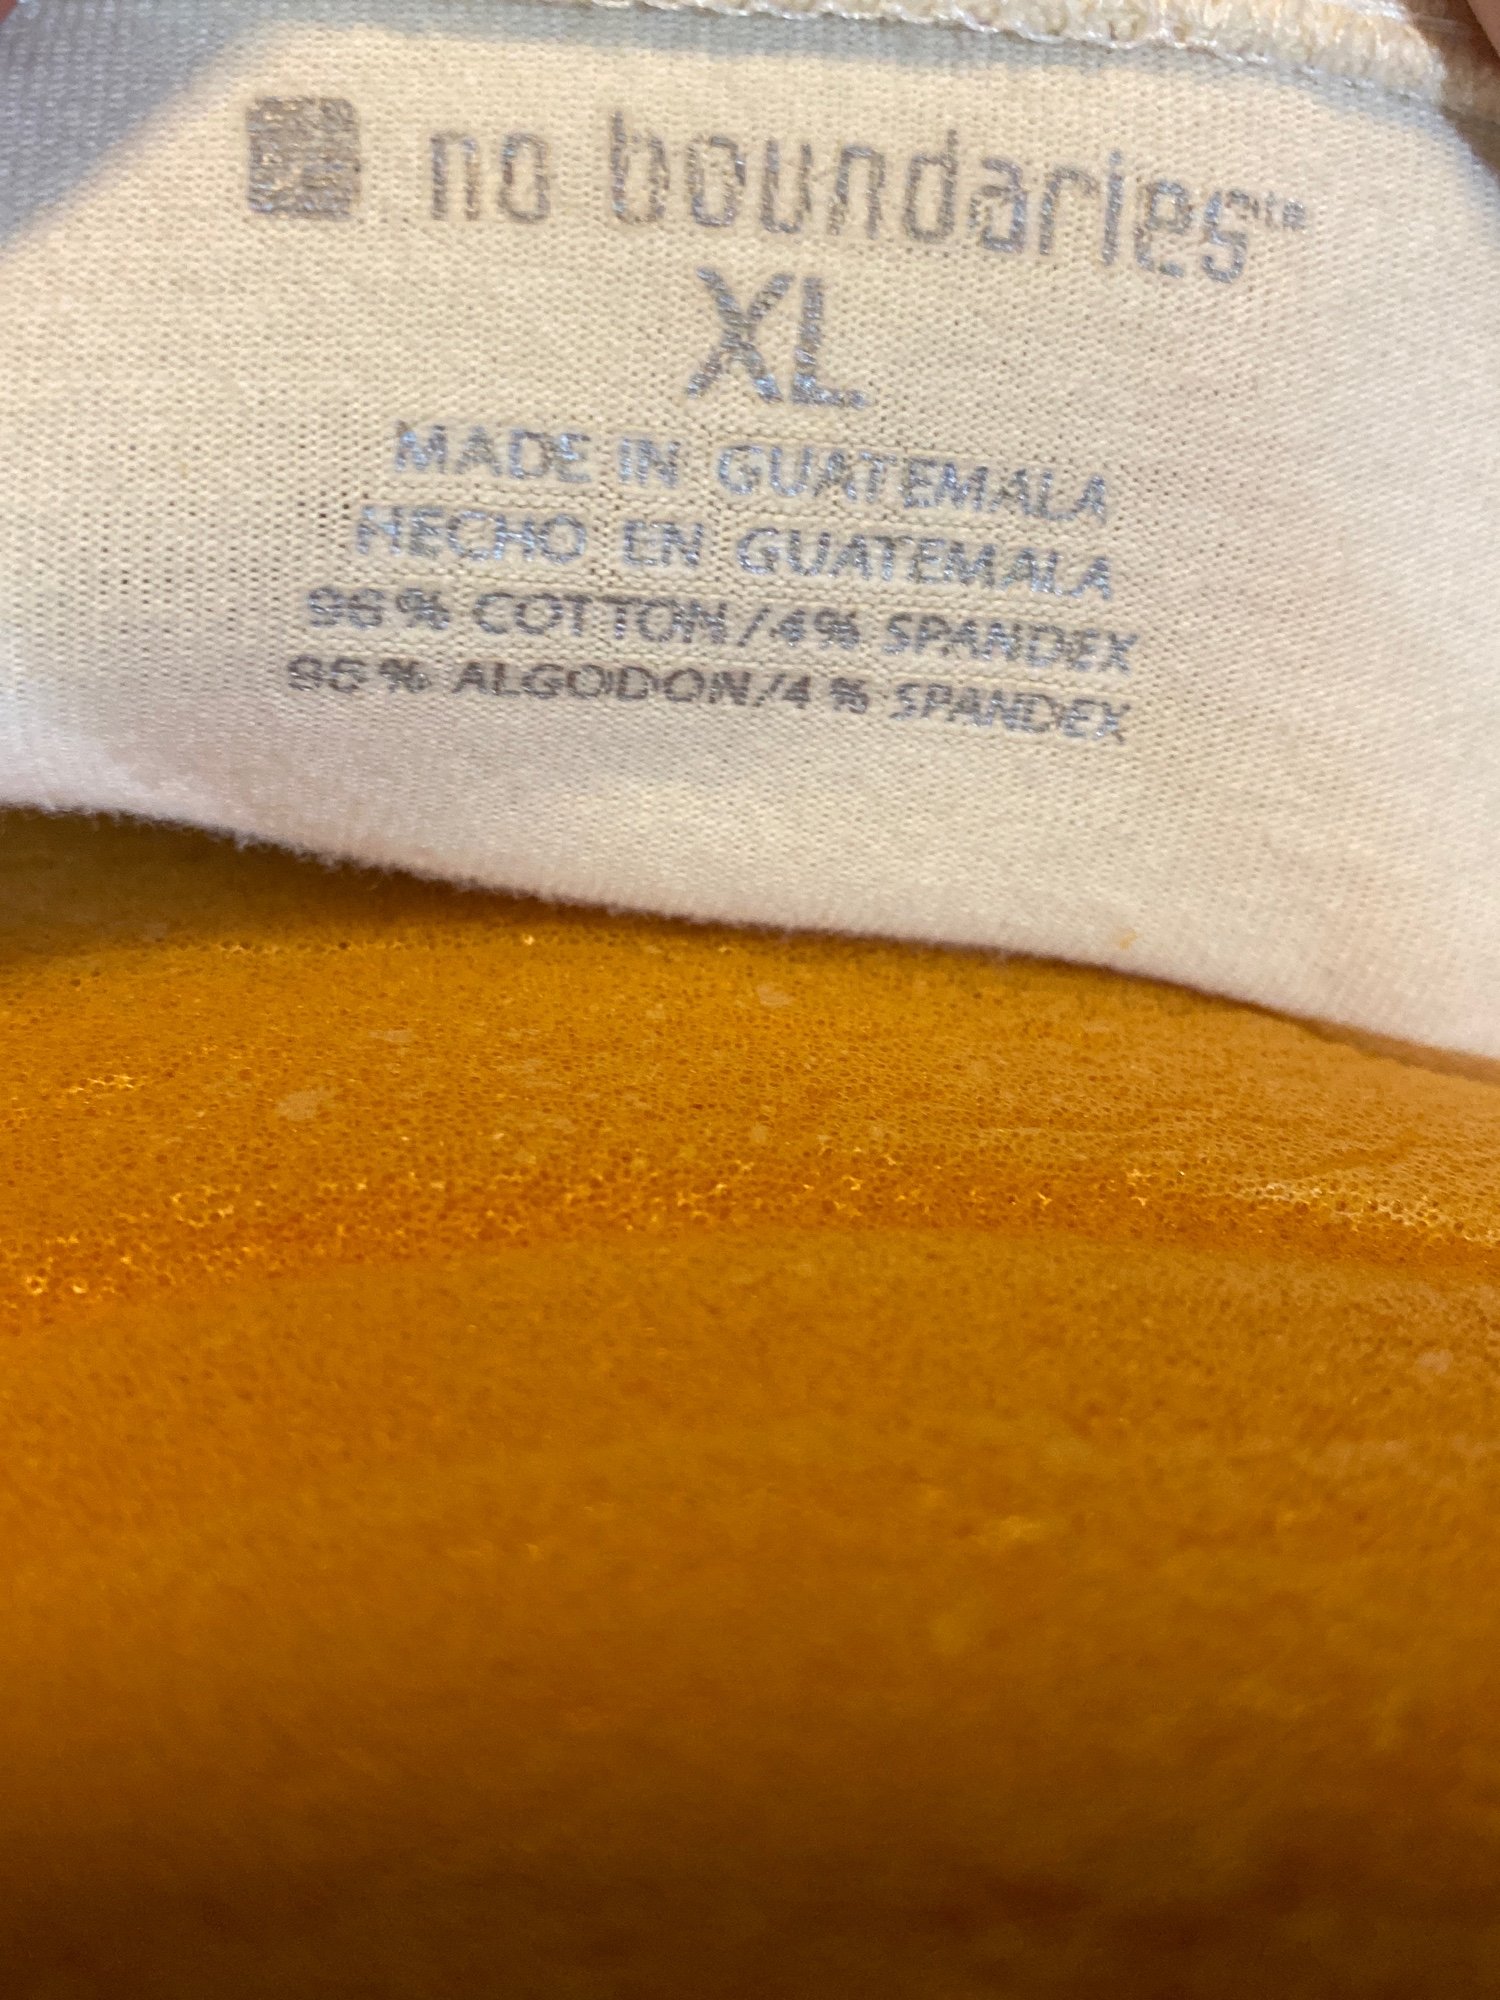 no boundaries
XL
MADE IN GUATEMALA
HECHO EN GUATEMALA
96% COTTON/4% SPANDEX
96% ALGODON/4% SPANDEX